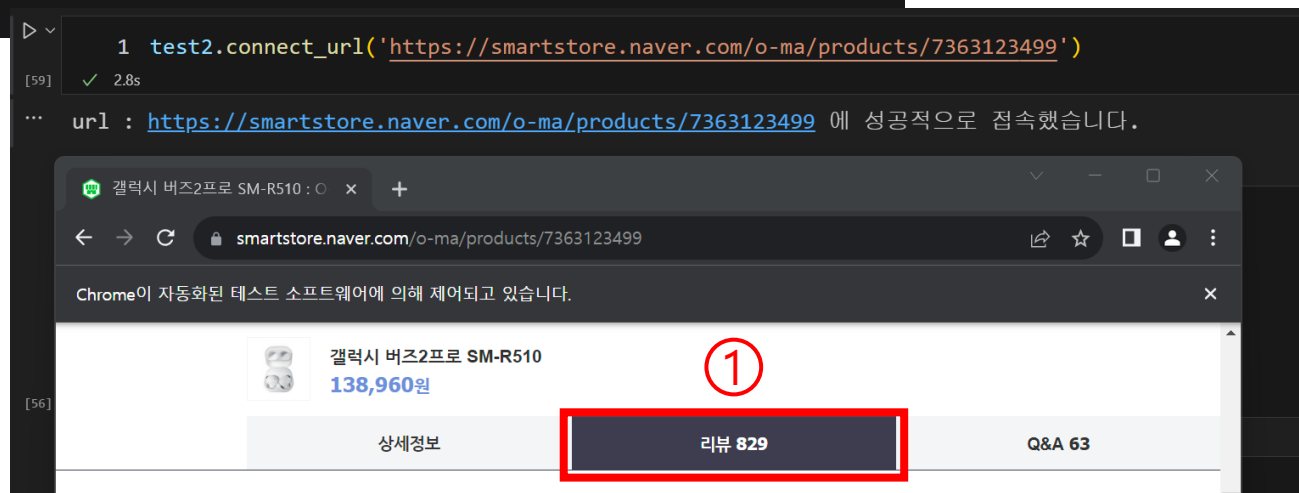 1 test2.connect_url('https://smartstore.naver.com/o-ma/products/7363123499')
[59] ✓ 2.8s
... url : https://smartstore.naver.com/o-ma/products/7363123499 에 성공적으로 접속했습니다.
갤럭시 버즈2프로 SM-R510 : O
smartstore.naver.com/o-ma/products/7363123499
Chrome이 자동화된 테스트 소프트웨어에 의해 제어되고 있습니다.
갤럭시 버즈2프로 SM-R510
①
138,960원
[56]
상세정보 리뷰 829 Q&A 63